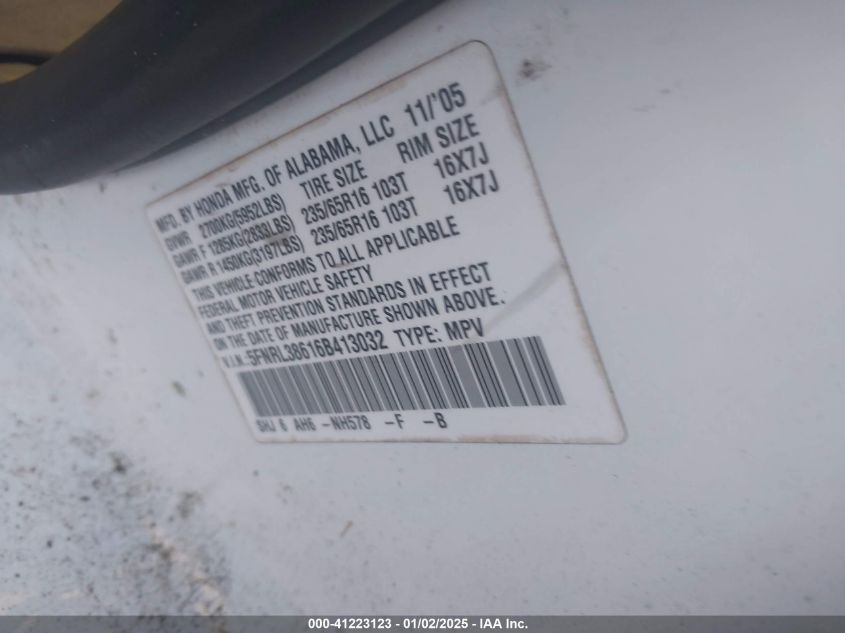 MFD. BY HONDA MFG. OF ALABAMA, LLC 11/'05
GVWR 2700KG(5952LBS) TIRE SIZE RIM SIZE
GAWR F 1285KG(2833LBS) 235/65R16 103T 16X7J
GAWR R 1450KG(3197LBS) 235/65R16 103T 16X7J
THIS VEHICLE CONFORMS TO ALL APPLICABLE
FEDERAL MOTOR VEHICLE SAFETY
AND THEFT PREVENTION STANDARDS IN EFFECT
ON THE DATE OF MANUFACTURE SHOWN ABOVE.
V.I.N.:5FNRL38616B413032 TYPE: MPV
SHJ 6 AH6 -NH578 -F -B
000-41223123 - 01/02/2025 - IAA Inc.